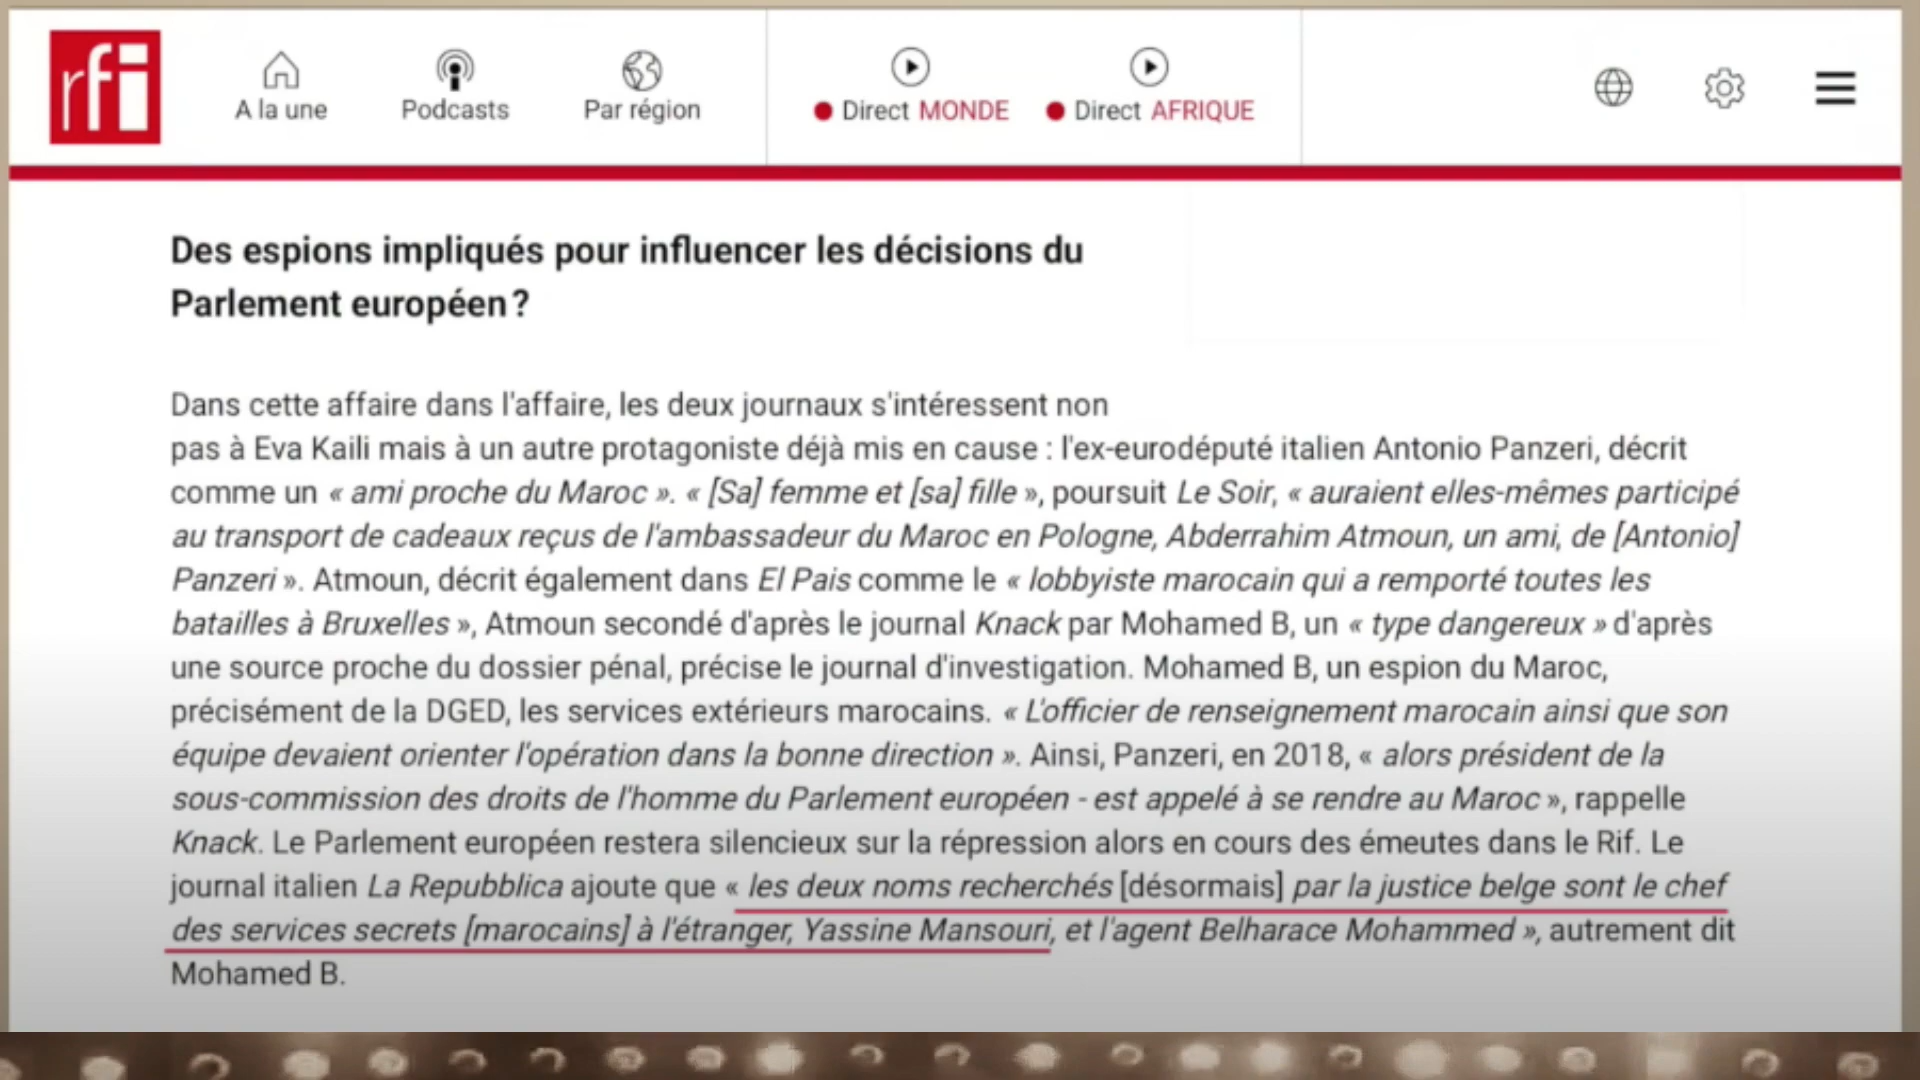 rfi
A la une
Podcasts
Par région
Direct MONDE
Direct AFRIQUE
Des espions impliqués pour influencer les décisions du
Parlement européen ?
Dans cette affaire dans l'affaire, les deux journaux s'intéressent non
pas à Eva Kaili mais à un autre protagoniste déjà mis en cause : l'ex-eurodéputé italien Antonio Panzeri, décrit
comme un « ami proche du Maroc ». « [Sa] femme et [sa] fille », poursuit Le Soir, « auraient elles-mêmes participé
au transport de cadeaux reçus de l'ambassadeur du Maroc en Pologne, Abderrahim Atmoun, un ami, de [Antonio]
Panzeri ». Atmoun, décrit également dans El Pais comme le « lobbyiste marocain qui a remporté toutes les
batailles à Bruxelles », Atmoun secondé d'après le journal Knack par Mohamed B, un « type dangereux » d'après
une source proche du dossier pénal, précise le journal d'investigation. Mohamed B, un espion du Maroc,
précisément de la DGED, les services extérieurs marocains. « L'officier de renseignement marocain ainsi que son
équipe devaient orienter l'opération dans la bonne direction ». Ainsi, Panzeri, en 2018, « alors président de la
sous-commission des droits de l'homme du Parlement européen - est appelé à se rendre au Maroc », rappelle
Knack. Le Parlement européen restera silencieux sur la répression alors en cours des émeutes dans le Rif. Le
journal italien La Repubblica ajoute que « les deux noms recherchés [désormais] par la justice belge sont le chef
des services secrets [marocains] à l'étranger, Yassine Mansouri, et l'agent Belharace Mohammed », autrement dit
Mohamed B.